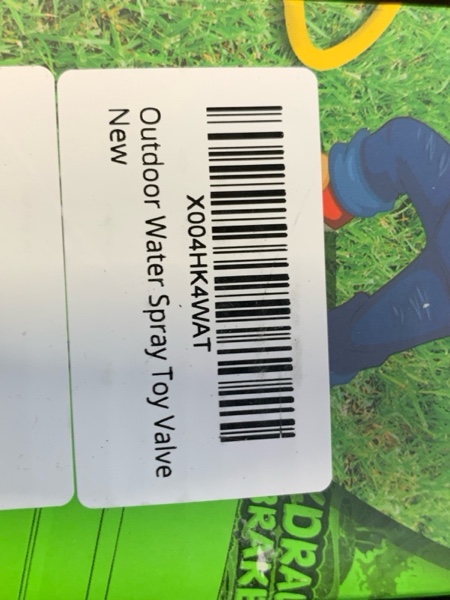 X004HK4WAT
Outdoor Water Spray Toy Valve
New